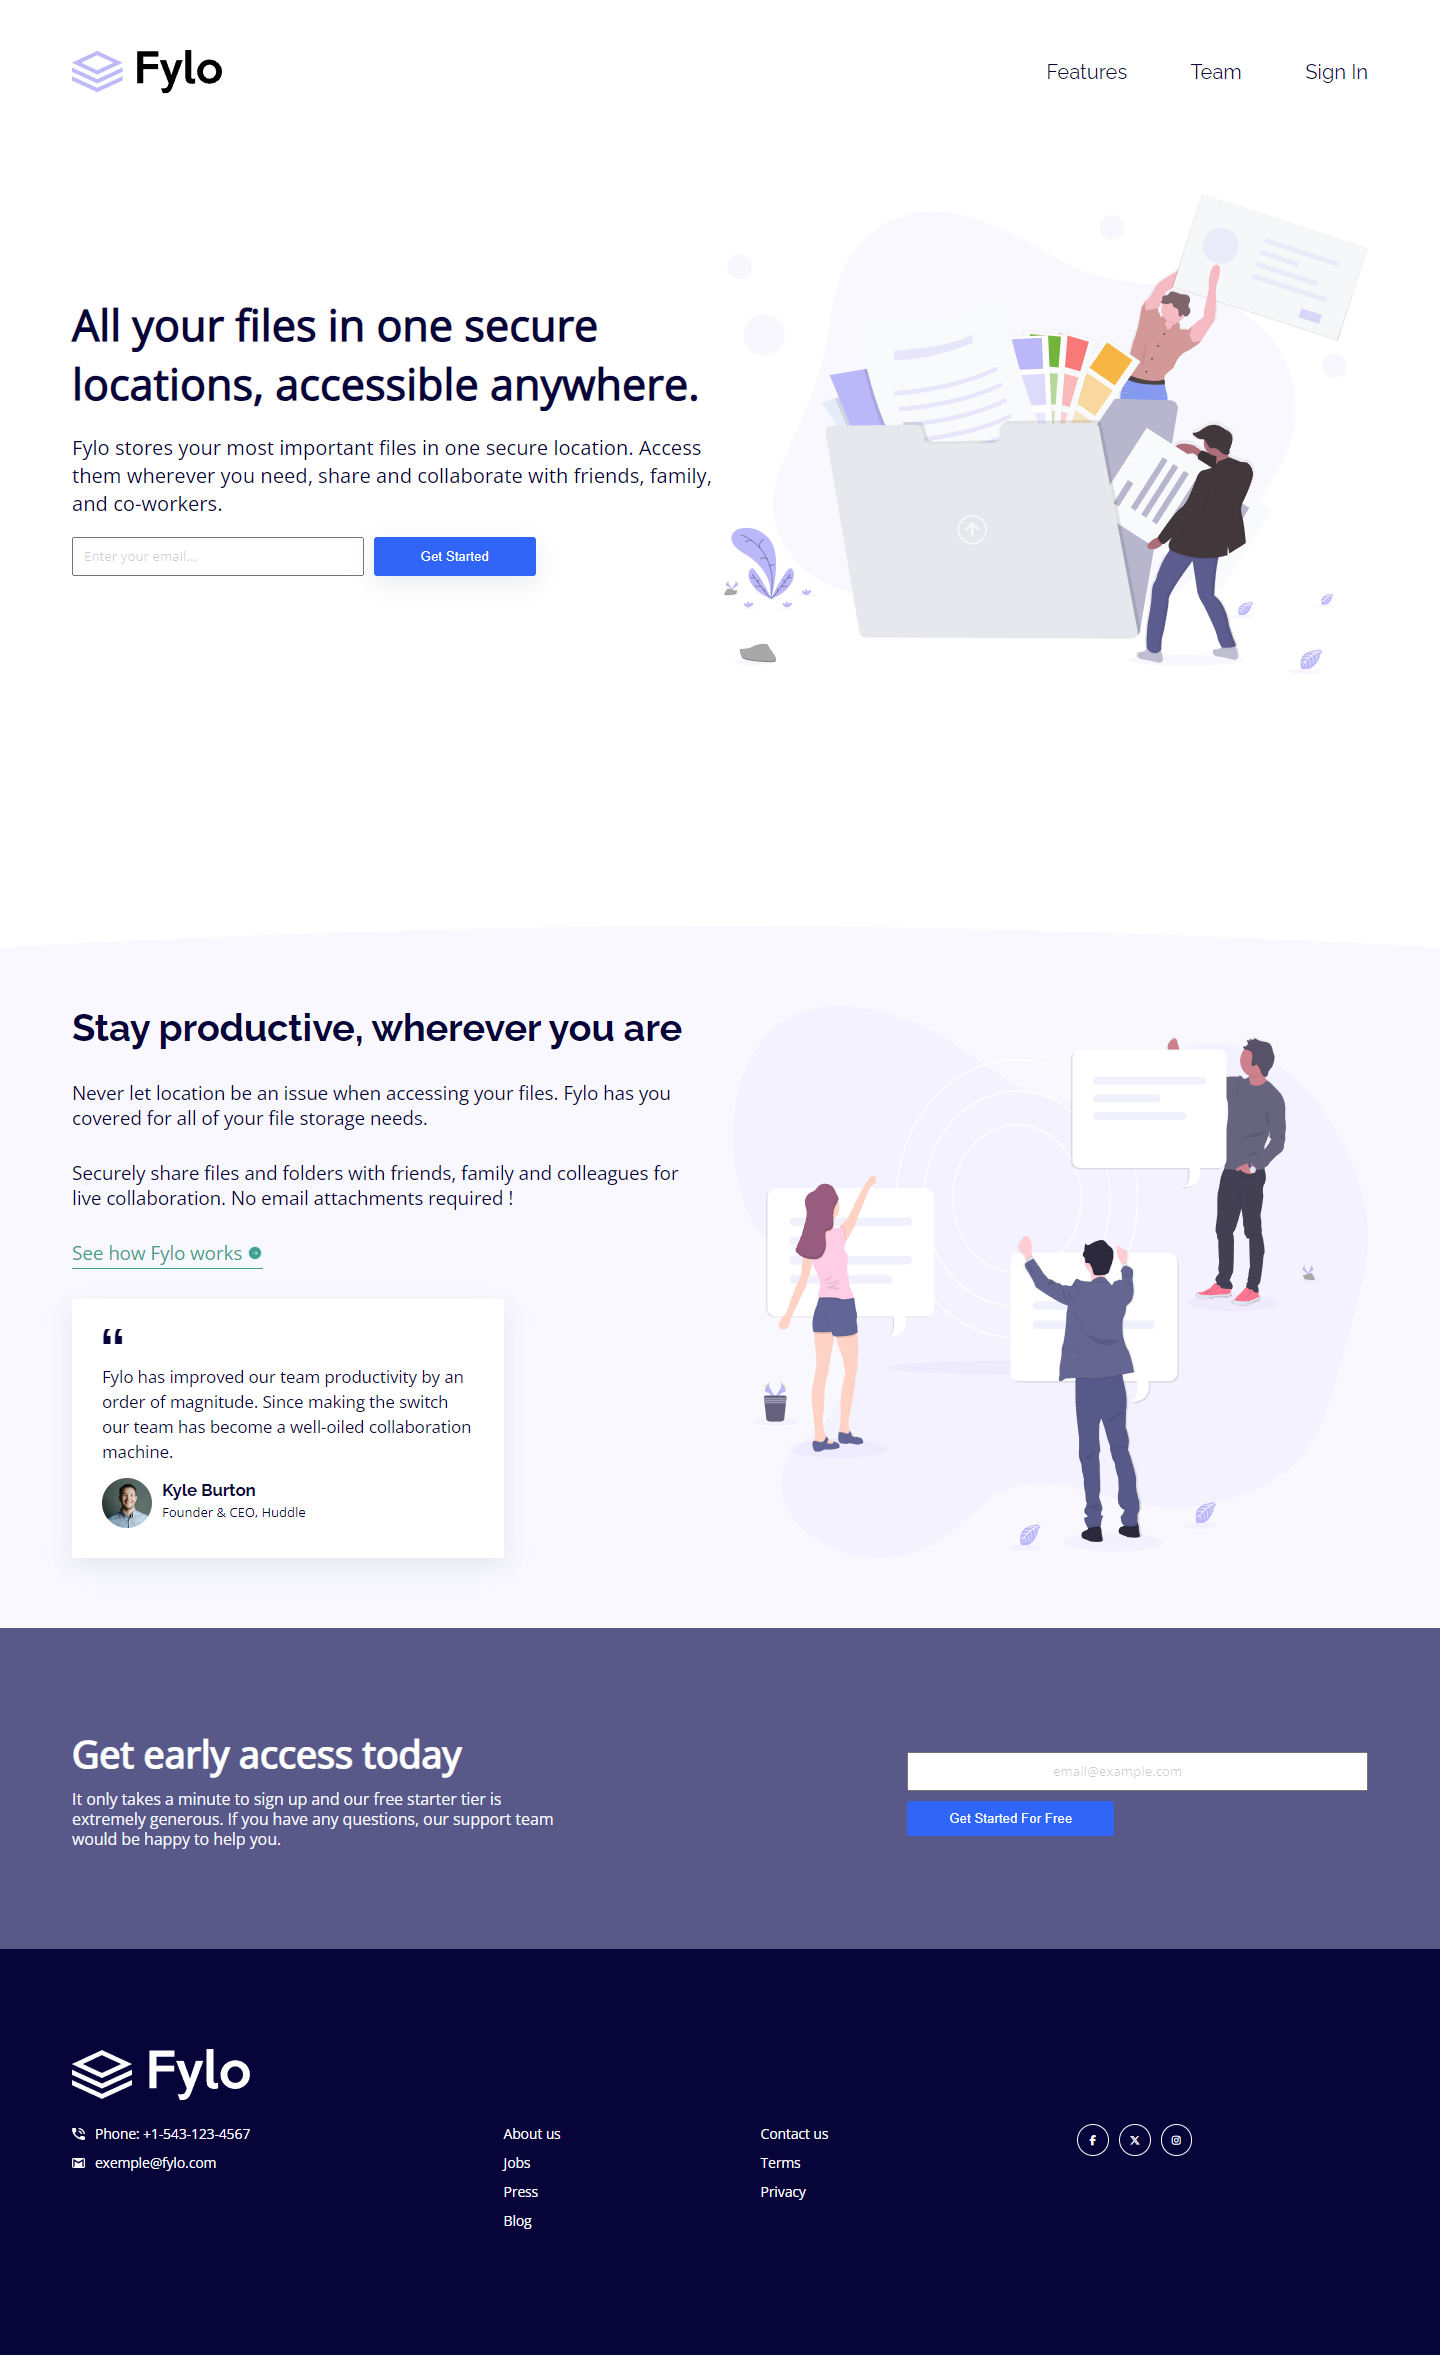 Fylo
Features
Team
Sign In
All your files in one secure
locations, accessible anywhere.
Fylo stores your most important files in one secure location. Access
them wherever you need, share and collaborate with friends, family,
and co-workers.
Enter your email...
Get Started
Stay productive, wherever you are
Never let location be an issue when accessing your files. Fylo has you
covered for all of your file storage needs.
Securely share files and folders with friends, family and colleagues for
live collaboration. No email attachments required !
See how Fylo works
“
Fylo has improved our team productivity by an
order of magnitude. Since making the switch
our team has become a well-oiled collaboration
machine.
Kyle Burton
Founder & CEO, Huddle
Get early access today
It only takes a minute to sign up and our free starter tier is
extremely generous. If you have any questions, our support team
would be happy to help you.
email@example.com
Get Started For Free
Fylo
Phone: +1-543-123-4567
exemple@fylo.com
About us
Jobs
Press
Blog
Contact us
Terms
Privacy